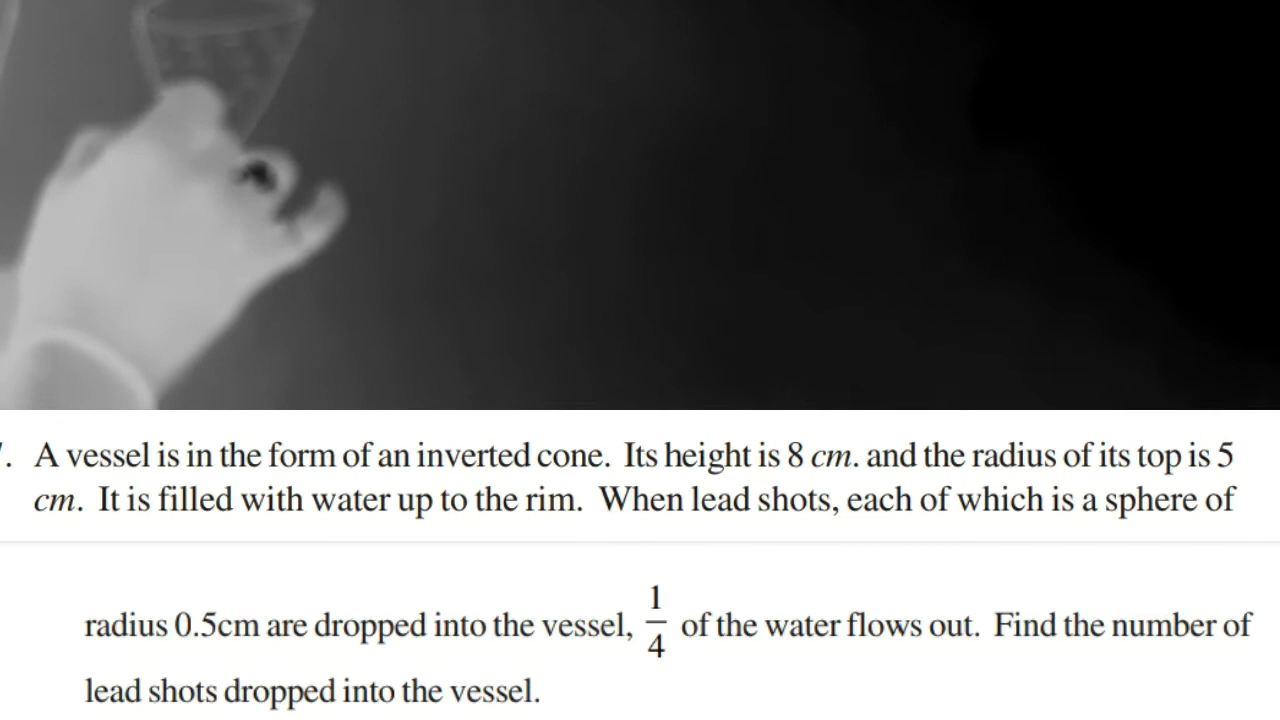 . A vessel is in the form of an inverted cone. Its height is 8 cm. and the radius of its top is 5
cm. It is filled with water up to the rim. When lead shots, each of which is a sphere of
radius 0.5cm are dropped into the vessel, 1/4 of the water flows out. Find the number of
lead shots dropped into the vessel.